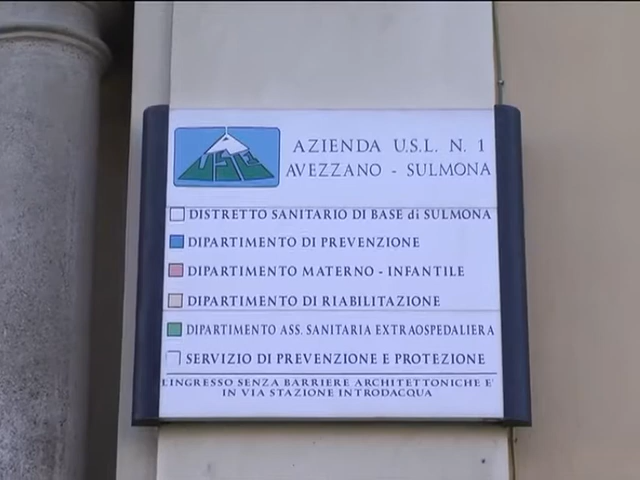 AZIENDA U.S.L. N. 1
AVEZZANO - SULMONA
DISTRETTO SANITARIO DI BASE di SULMONA
DIPARTIMENTO DI PREVENZIONE
DIPARTIMENTO MATERNO - INFANTILE
DIPARTIMENTO DI RIABILITAZIONE
DIPARTIMENTO ASS. SANITARIA EXTRAOSPEDALIERA
SERVIZIO DI PREVENZIONE E PROTEZIONE
L'INGRESSO SENZA BARRIERE ARCHITETTONICHE E'
IN VIA STAZIONE INTRODACQUA